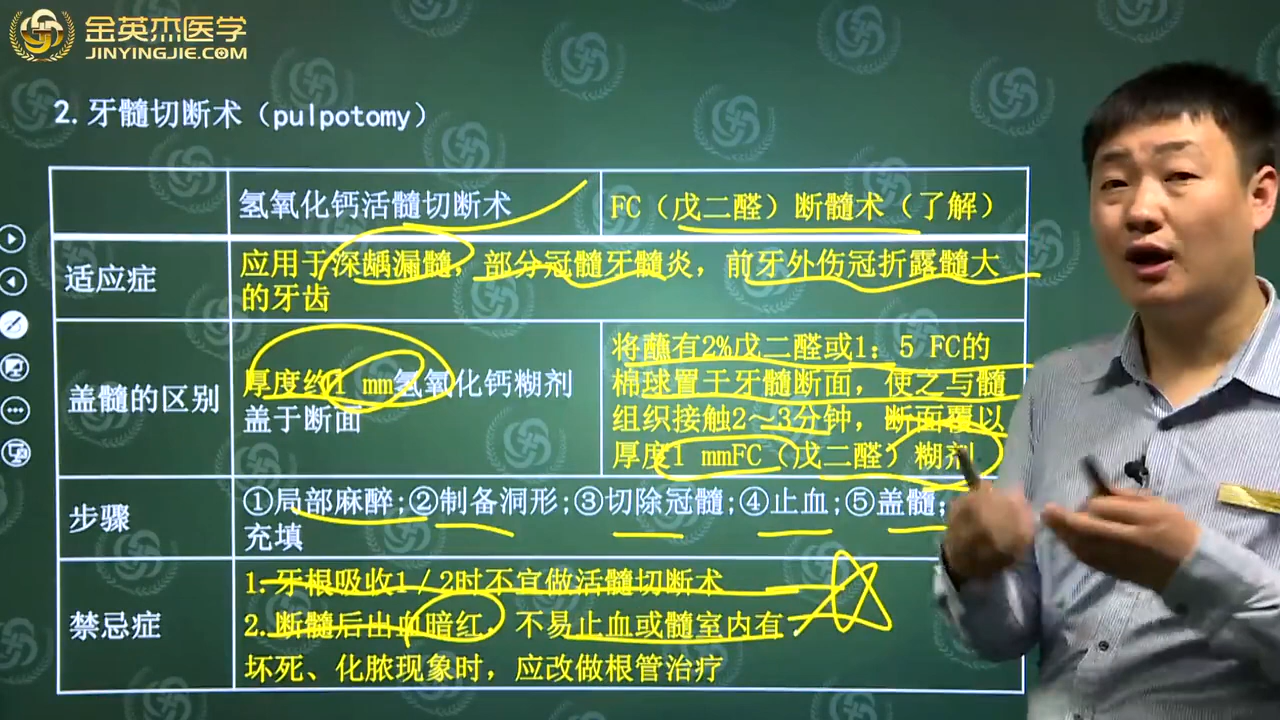 金英杰医学
JINYINGJIE.COM
2. 牙髓切断术（pulpotomy）
氢氧化钙活髓切断术
FC（戊二醛）断髓术（了解）
适应症
应用于深龋漏髓，部分冠髓牙髓炎，前牙外伤冠折露髓大
的牙齿
盖髓的区别
厚度约1 mm氢氧化钙糊剂
盖于断面
将蘸有2%戊二醛或1：5 FC的
棉球置于牙髓断面，使之与髓
组织接触2～3分钟，断面覆以
厚度1 mmFC（戊二醛）糊剂
步骤
①局部麻醉;②制备洞形;③切除冠髓;④止血;⑤盖髓;
充填
禁忌症
1. 牙根吸收1／2时不宜做活髓切断术
2. 断髓后出血暗红，不易止血或髓室内有
坏死、化脓现象时，应改做根管治疗